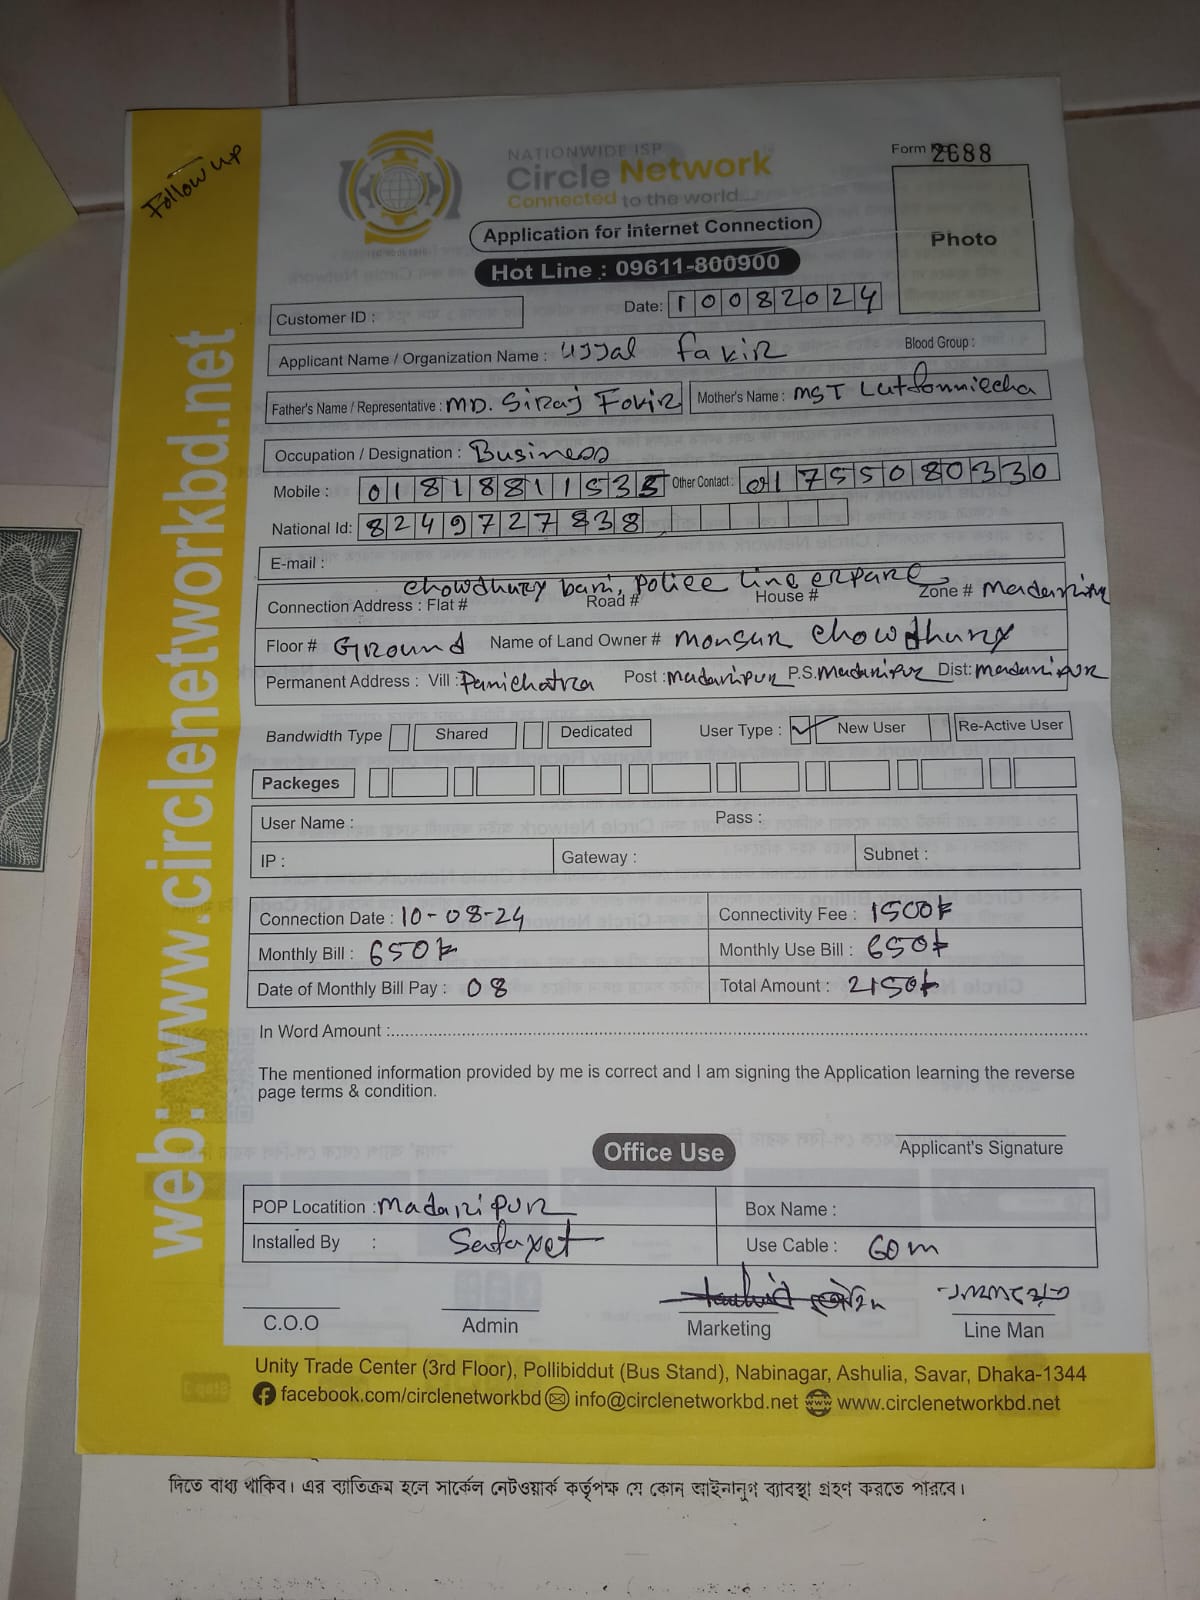 Follow up
NATIONWIDE ISP
Circle Network
Connected to the world....
Form No 2688
Photo
Application for Internet Connection
Hot Line : 09611-800900
Customer ID :
Date: 10082024
Applicant Name / Organization Name : Ujjal Fakir
Blood Group :
Father's Name / Representative : MD. Siraj Fokir
Mother's Name : MST
Occupation / Designation : Business
Mobile : 0181881153
Other Contact : 01755080330
National Id: 8249727838
E-mail :
Chowdhury bari, Police Line
Connection Address : Flat # Road # House # Zone # Madaripur
Floor # Ground Name of Land Owner # Monsur Chowdhury
Permanent Address : Vill : Panichatra Post : Madaripur P.S. Madaripur Dist: Madaripur
Bandwidth Type Shared Dedicated User Type : New User Re-Active User
Packeges
User Name : Pass :
IP : Gateway : Subnet :
Connection Date : 10-08-24 Connectivity Fee : 1500৳
Monthly Bill : 650৳ Monthly Use Bill : 650৳
Date of Monthly Bill Pay : 08 Total Amount : 2150৳
In Word Amount :
The mentioned information provided by me is correct and I am signing the Application learning the reverse
page terms & condition.
Office Use
Applicant's Signature
POP Locatition : Madaripur Box Name :
Installed By : Use Cable : 60m
C.O.O Admin Marketing Line Man
Unity Trade Center (3rd Floor), Pollibiddut (Bus Stand), Nabinagar, Ashulia, Savar, Dhaka-1344
facebook.com/circlenetworkbd info@circlenetworkbd.net www.circlenetworkbd.net
web: www.circlenetworkbd.net
দিতে বাধ্য থাকিব। এর ব্যতিক্রম হলে সার্কেল নেটওয়ার্ক কর্তৃপক্ষ যে কোন আইনানুগ ব্যবস্থা গ্রহণ করতে পারবে।